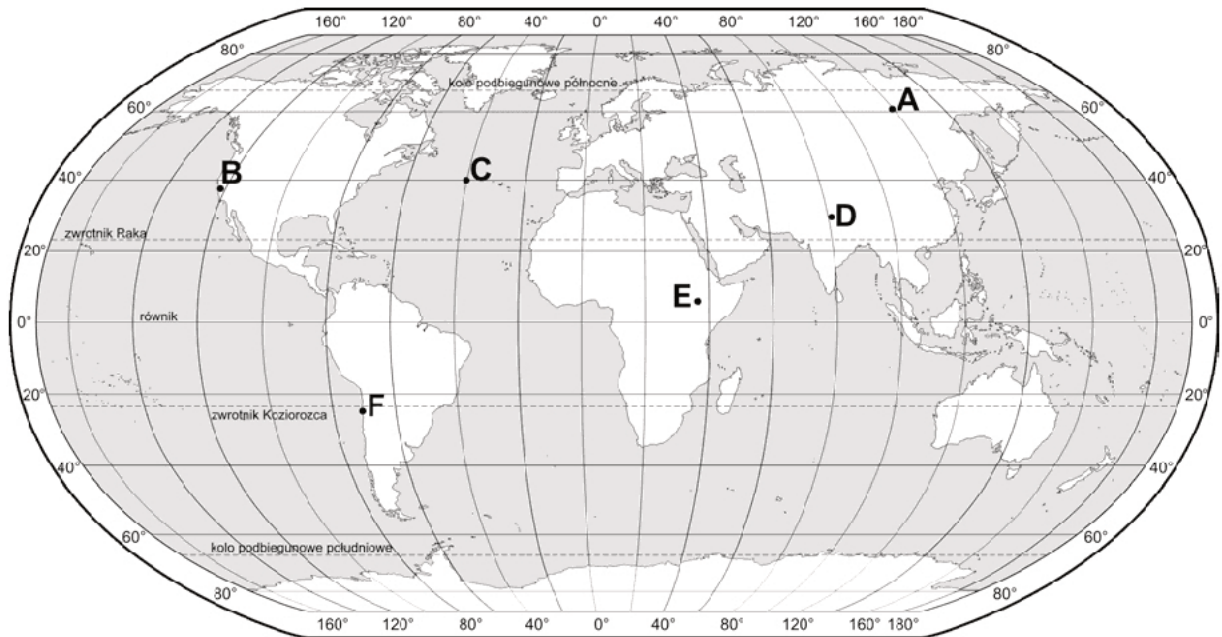 160° 120° 80° 40° 0° 40° 80° 120° 160° 180°
80° 80°
koło podbiegunowe północne
60° A 60°
B C
40° 40°
D
zwrotnik Raka
20° 20°
E
równik
0° 0°
20° F 20°
zwrotnik Koziorożca
40° 40°
60° 60°
koło podbiegunowe południowe
80° 80°
160° 120° 80° 40° 0° 40° 80° 120° 160° 180°